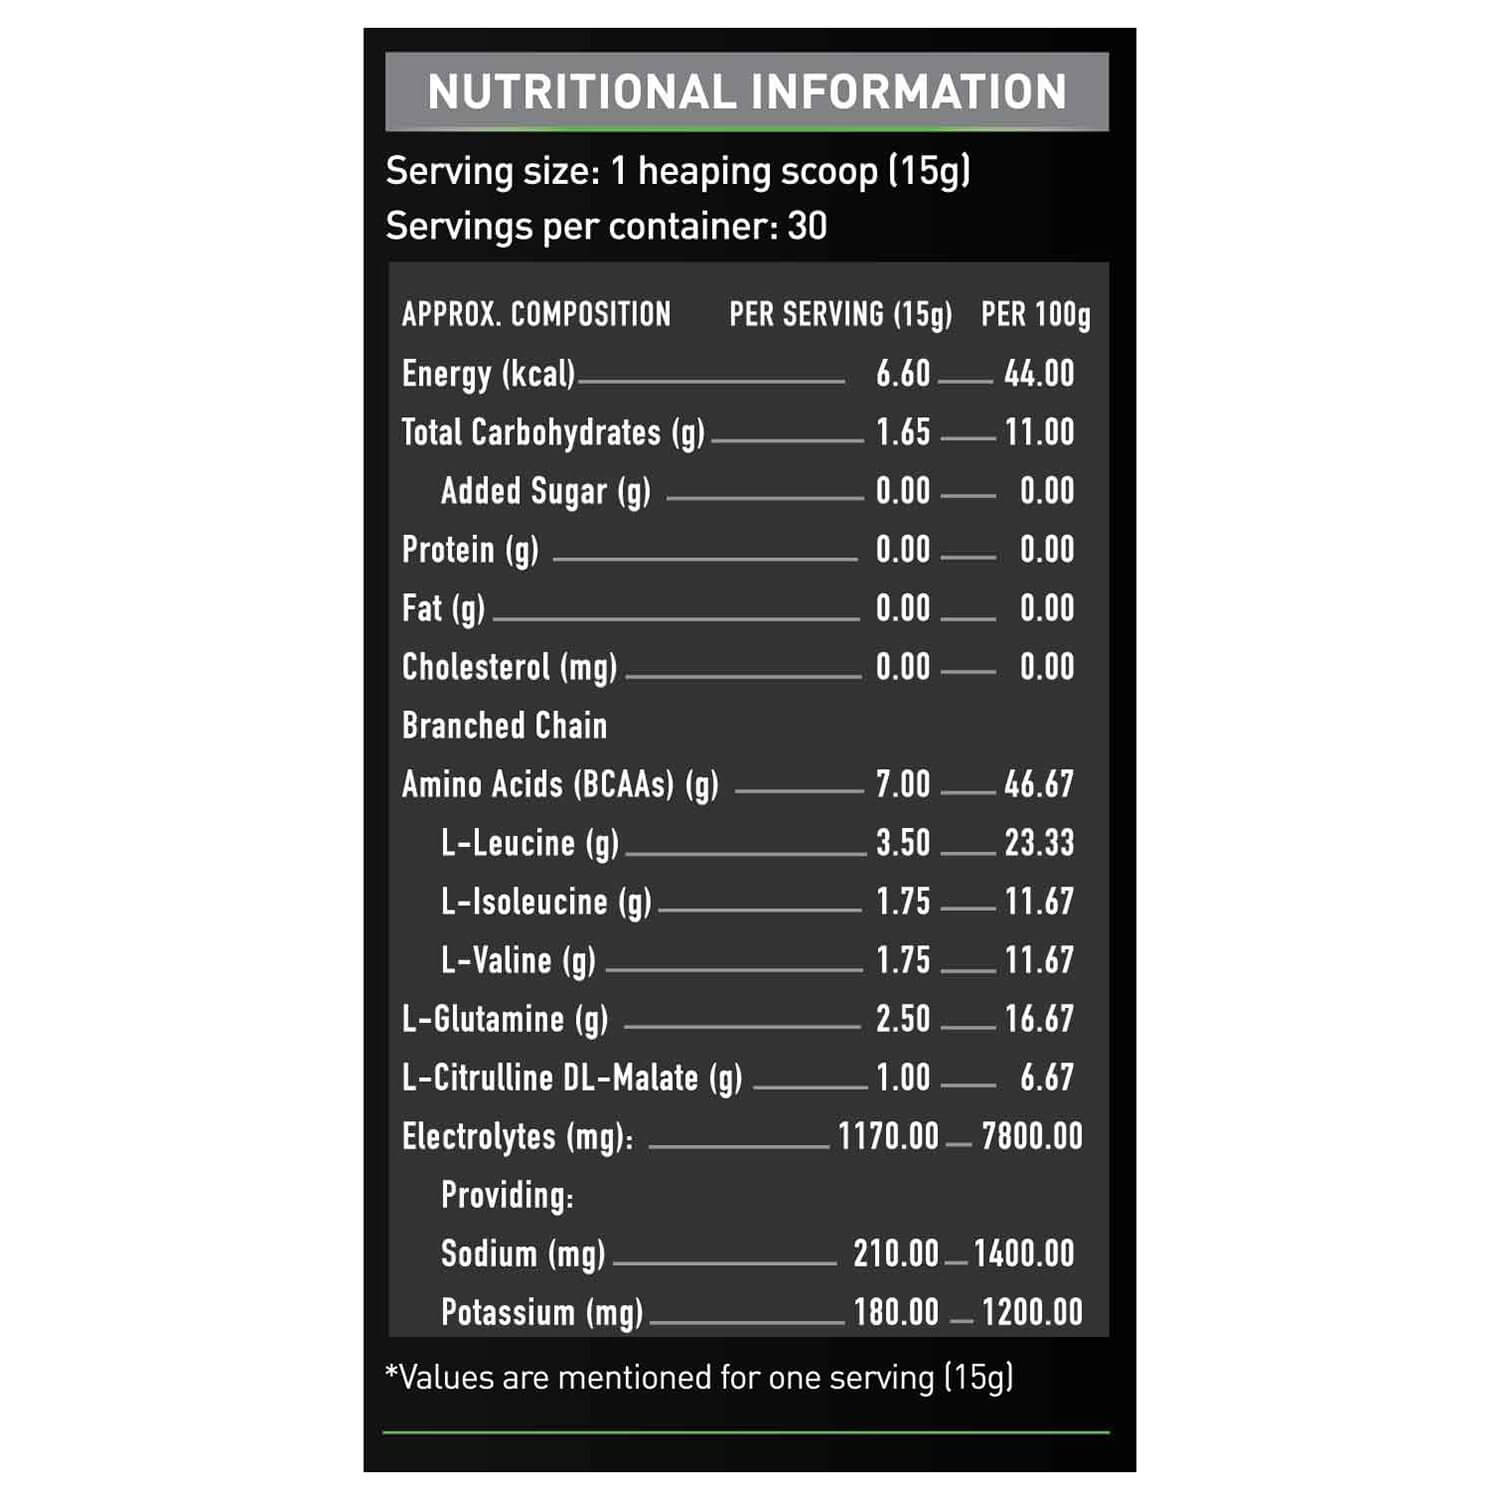 NUTRITIONAL INFORMATION
Serving size: 1 heaping scoop (15g)
Servings per container: 30
APPROX. COMPOSITION PER SERVING (15g) PER 100g
Energy (kcal) 6.60 44.00
Total Carbohydrates (g) 1.65 11.00
Added Sugar (g) 0.00 0.00
Protein (g) 0.00 0.00
Fat (g) 0.00 0.00
Cholesterol (mg) 0.00 0.00
Branched Chain
Amino Acids (BCAAs) (g) 7.00 46.67
L-Leucine (g) 3.50 23.33
L-Isoleucine (g) 1.75 11.67
L-Valine (g) 1.75 11.67
L-Glutamine (g) 2.50 16.67
L-Citrulline DL-Malate (g) 1.00 6.67
Electrolytes (mg): 1170.00 7800.00
Providing:
Sodium (mg) 210.00 1400.00
Potassium (mg) 180.00 1200.00
*Values are mentioned for one serving (15g)